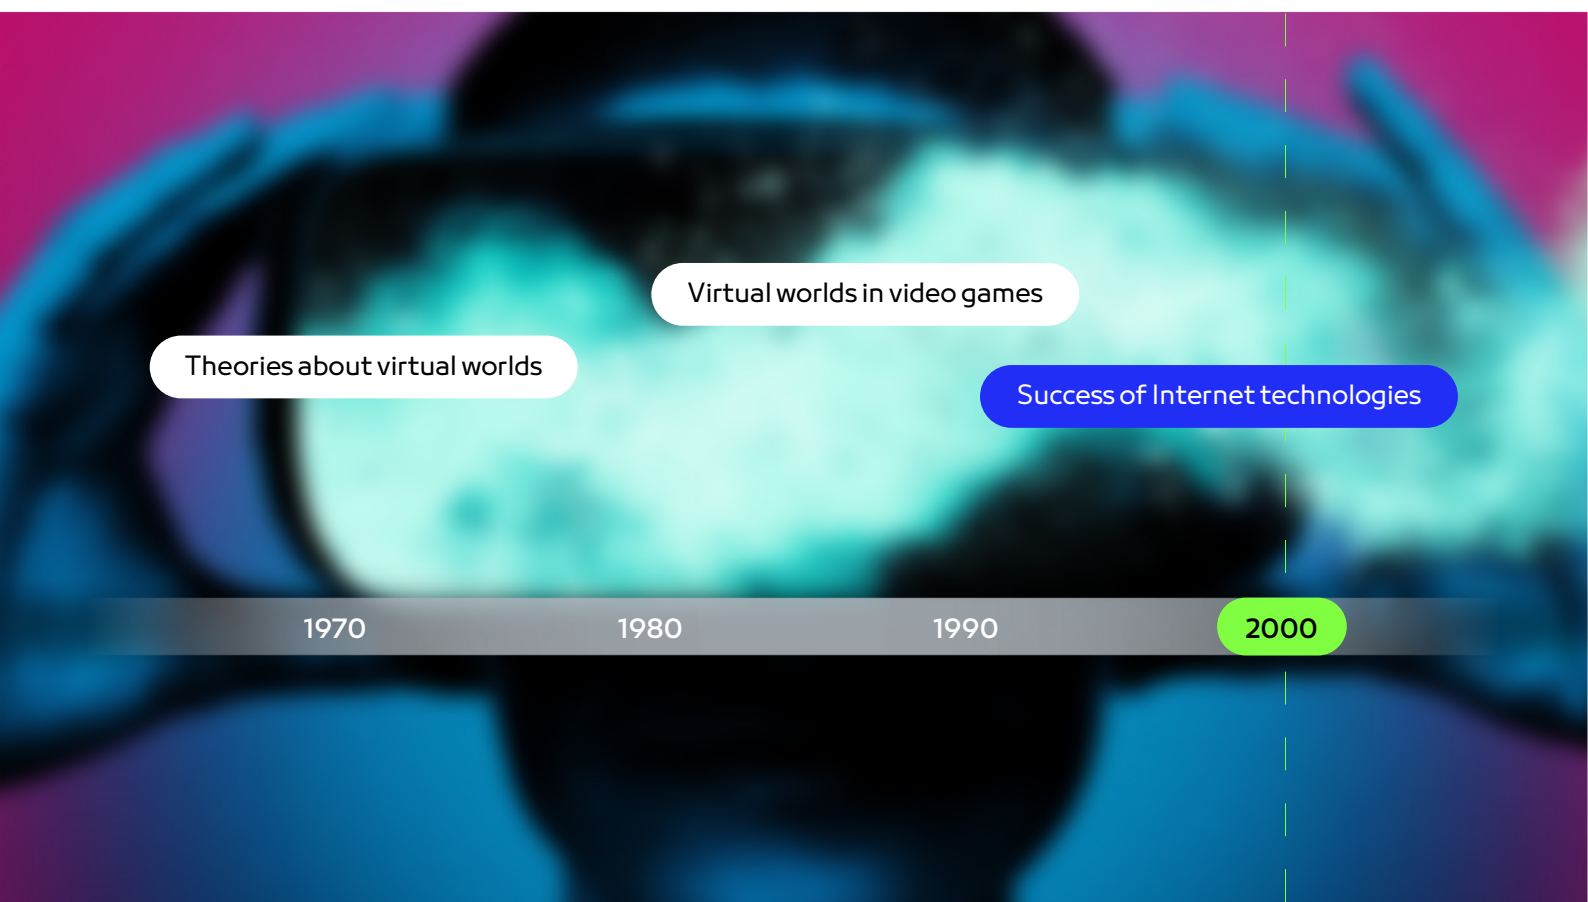 Virtual worlds in video games
Theories about virtual worlds
Success of Internet technologies
1970
1980
1990
2000